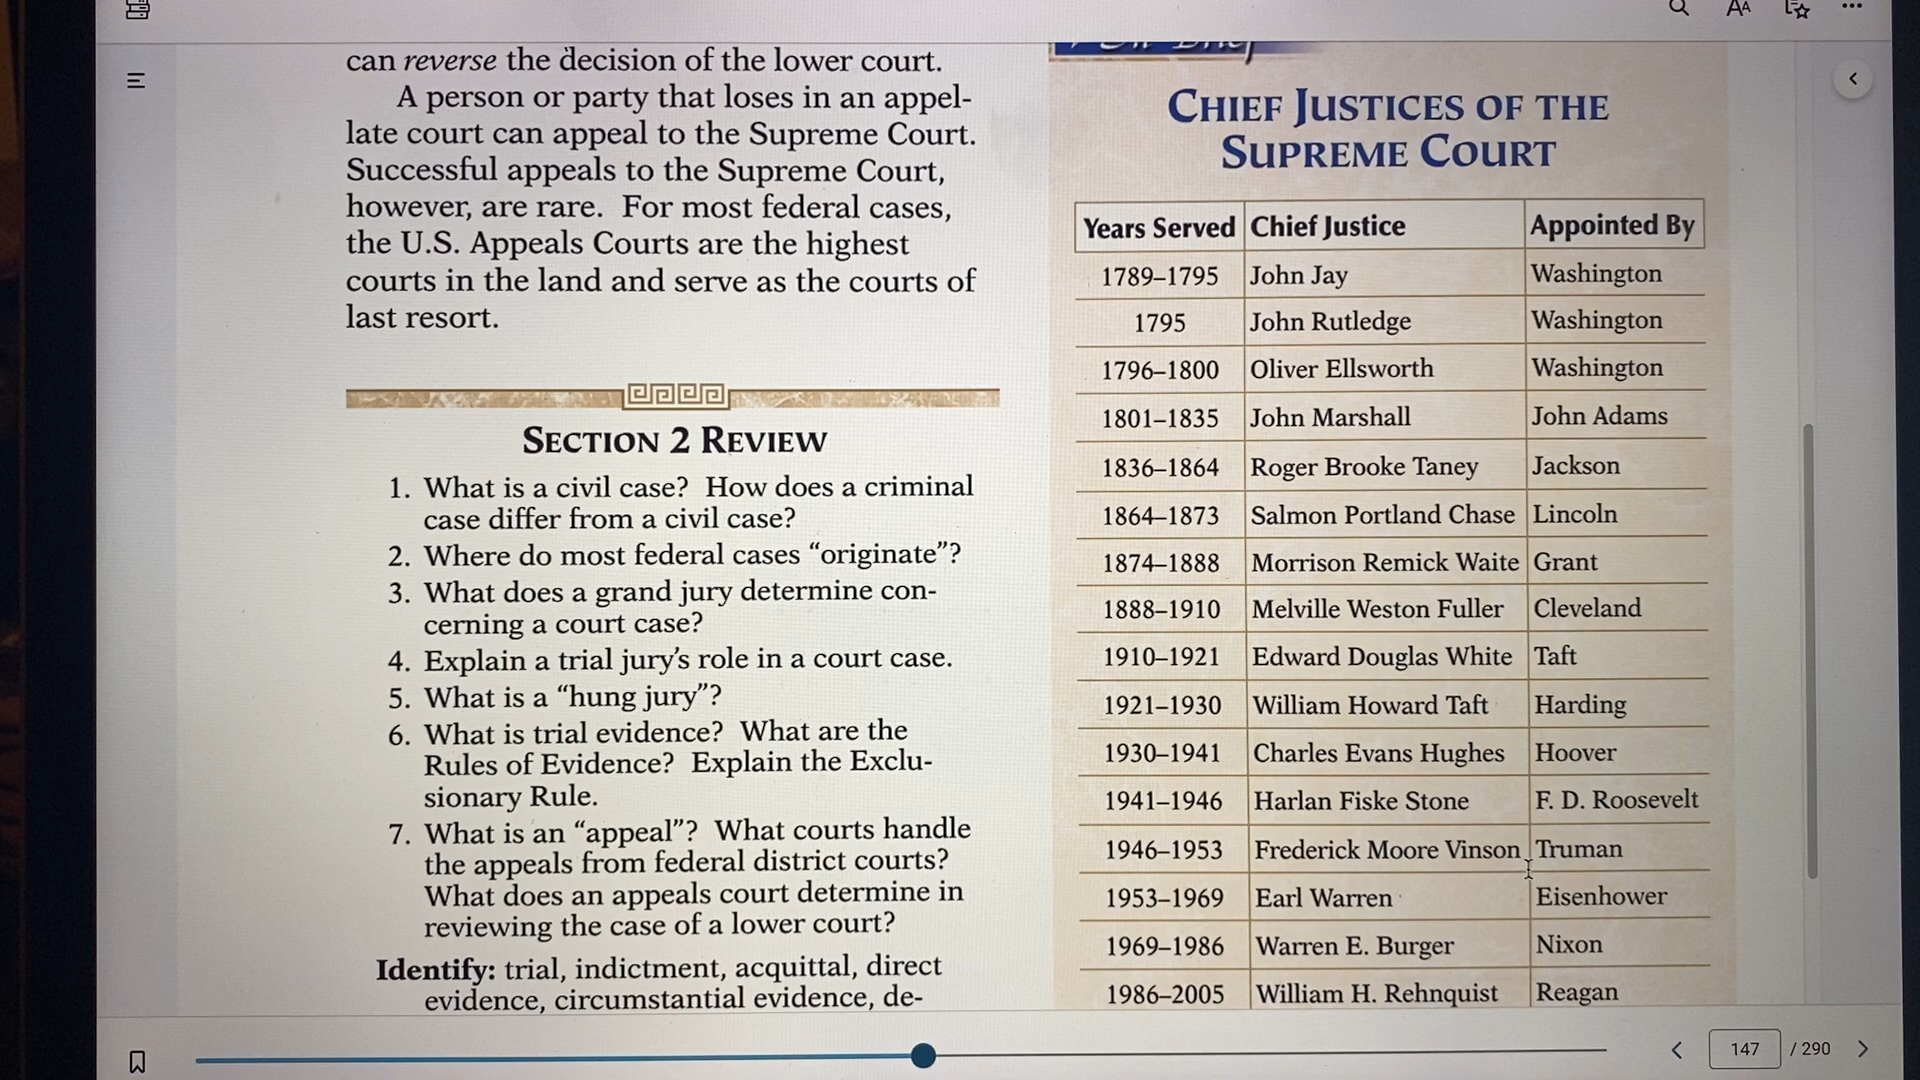 can reverse the decision of the lower court.
A person or party that loses in an appel-
late court can appeal to the Supreme Court.
Successful appeals to the Supreme Court,
however, are rare. For most federal cases,
the U.S. Appeals Courts are the highest
courts in the land and serve as the courts of
last resort.
SECTION 2 REVIEW
1. What is a civil case? How does a criminal
case differ from a civil case?
2. Where do most federal cases “originate”?
3. What does a grand jury determine con-
cerning a court case?
4. Explain a trial jury’s role in a court case.
5. What is a “hung jury”?
6. What is trial evidence? What are the
Rules of Evidence? Explain the Exclu-
sionary Rule.
7. What is an “appeal”? What courts handle
the appeals from federal district courts?
What does an appeals court determine in
reviewing the case of a lower court?
Identify: trial, indictment, acquittal, direct
evidence, circumstantial evidence, de-
CHIEF JUSTICES OF THE
SUPREME COURT
Years Served Chief Justice Appointed By
1789–1795 John Jay Washington
1795 John Rutledge Washington
1796–1800 Oliver Ellsworth Washington
1801–1835 John Marshall John Adams
1836–1864 Roger Brooke Taney Jackson
1864–1873 Salmon Portland Chase Lincoln
1874–1888 Morrison Remick Waite Grant
1888–1910 Melville Weston Fuller Cleveland
1910–1921 Edward Douglas White Taft
1921–1930 William Howard Taft Harding
1930–1941 Charles Evans Hughes Hoover
1941–1946 Harlan Fiske Stone F. D. Roosevelt
1946–1953 Frederick Moore Vinson Truman
1953–1969 Earl Warren Eisenhower
1969–1986 Warren E. Burger Nixon
1986–2005 William H. Rehnquist Reagan
147 / 290